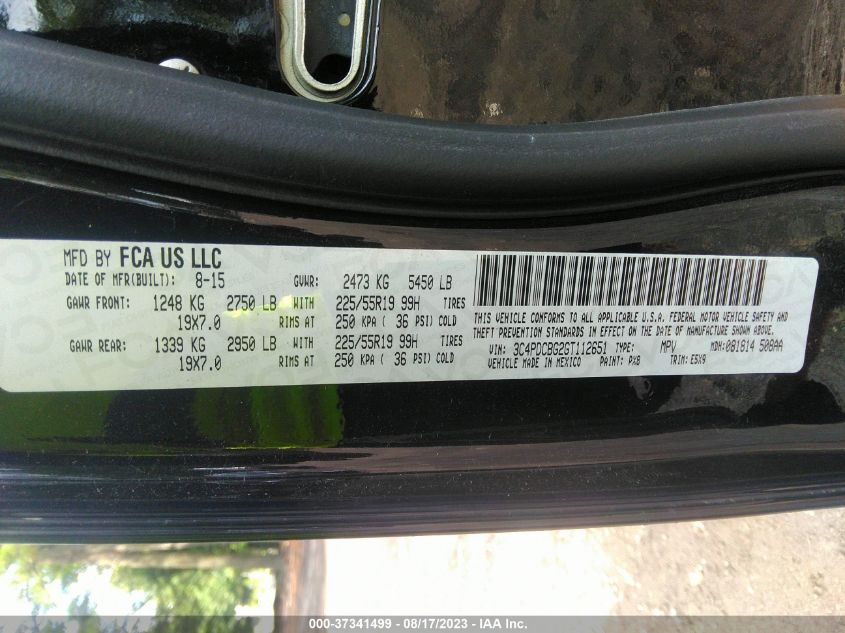 MFD BY FCA US LLC
DATE OF MFR(BUILT): 8-15 GVWR: 2473 KG 5450 LB
GAWR FRONT: 1248 KG 2750 LB WITH 225/55R19 99H TIRES
19X7.0 RIMS AT 250 KPA ( 36 PSI) COLD
GAWR REAR: 1339 KG 2950 LB WITH 225/55R19 99H TIRES
19X7.0 RIMS AT 250 KPA ( 36 PSI) COLD
THIS VEHICLE CONFORMS TO ALL APPLICABLE U.S.A. FEDERAL MOTOR VEHICLE SAFETY AND
THEFT PREVENTION STANDARDS IN EFFECT ON THE DATE OF MANUFACTURE SHOWN ABOVE.
VIN: 3C4PDCBG2GT112651 TYPE: MPV MDH: 081814 508AA
VEHICLE MADE IN MEXICO PAINT: PX8 TRIM: E5X9
000-37341499 - 08/17/2023 - IAA Inc.